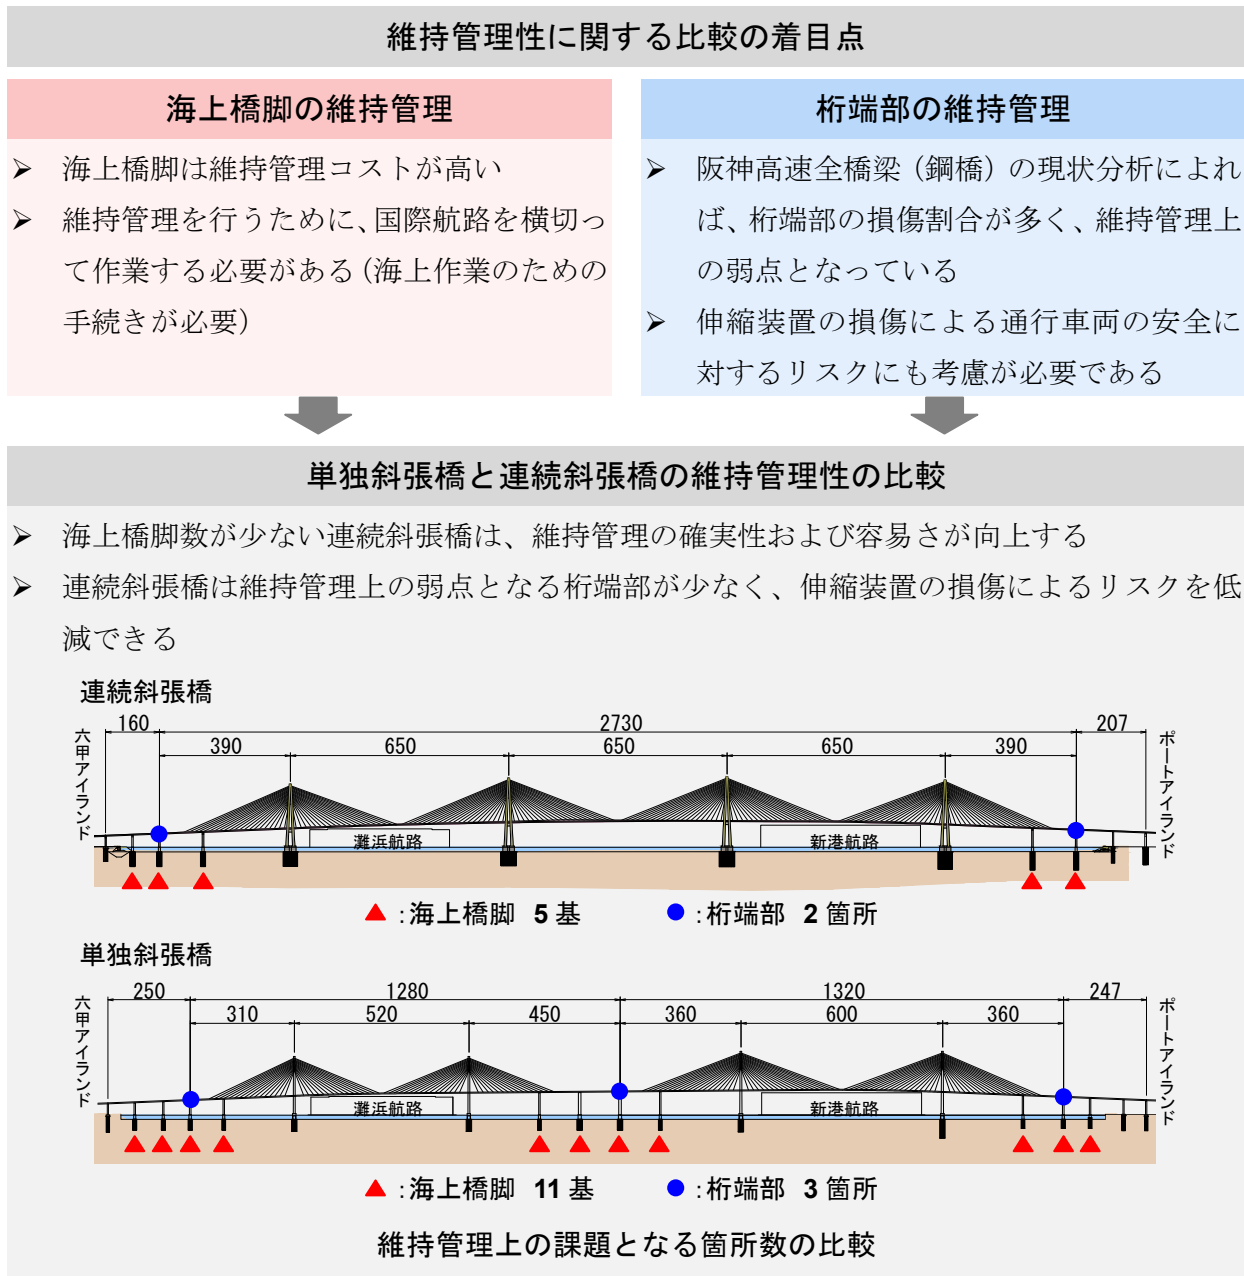 維持管理性に関する比較の着目点
海上橋脚の維持管理
➢ 海上橋脚は維持管理コストが高い
➢ 維持管理を行うために、国際航路を横切っ
て作業する必要がある（海上作業のための
手続きが必要）
桁端部の維持管理
➢ 阪神高速全橋梁（鋼橋）の現状分析によれ
ば、桁端部の損傷割合が多く、維持管理上
の弱点となっている
➢ 伸縮装置の損傷による通行車両の安全に
対するリスクにも考慮が必要である
単独斜張橋と連続斜張橋の維持管理性の比較
➢ 海上橋脚数が少ない連続斜張橋は、維持管理の確実性および容易さが向上する
➢ 連続斜張橋は維持管理上の弱点となる桁端部が少なく、伸縮装置の損傷によるリスクを低
減できる
連続斜張橋
160 2730 207
390 650 650 650 390
六甲アイランド
ポートアイランド
灘浜航路 新港航路
▲：海上橋脚 5 基 ●：桁端部 2 箇所
単独斜張橋
250 1280 1320 247
310 520 450 360 600 360
六甲アイランド
ポートアイランド
灘浜航路 新港航路
▲：海上橋脚 11 基 ●：桁端部 3 箇所
維持管理上の課題となる箇所数の比較